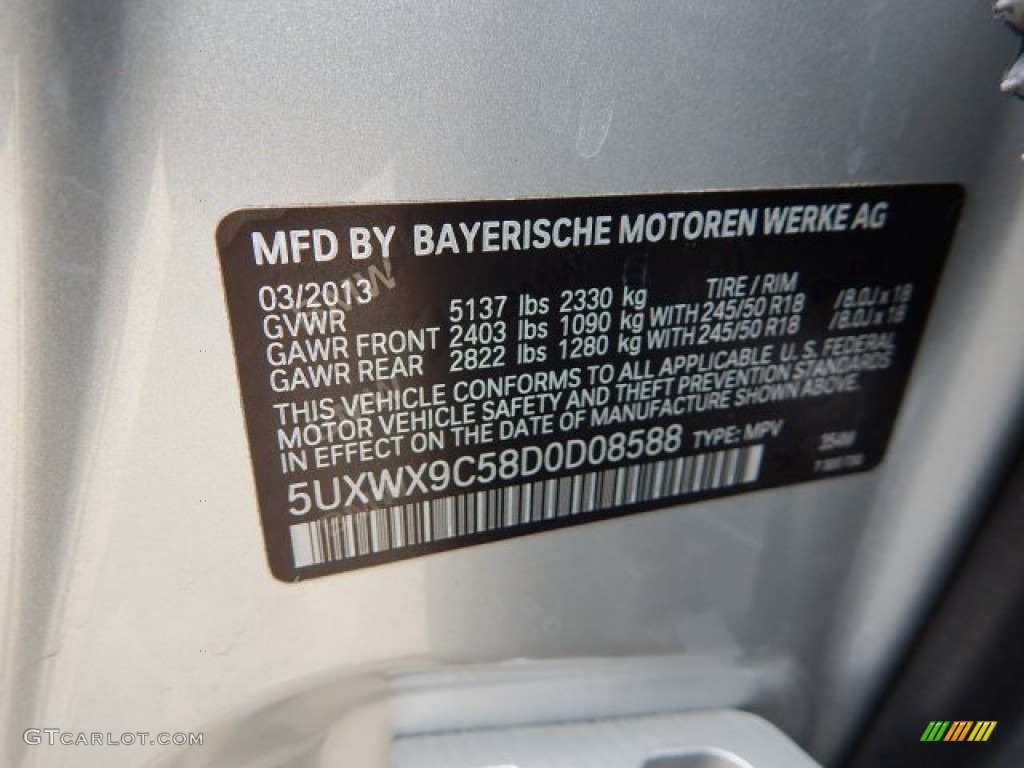 MFD BY BAYERISCHE MOTOREN WERKE AG
03/2013 TIRE / RIM
GVWR 5137 lbs 2330 kg
GAWR FRONT 2403 lbs 1090 kg WITH 245/50 R18 /8.0J x 18
GAWR REAR 2822 lbs 1280 kg WITH 245/50 R18 /8.0J x 18
THIS VEHICLE CONFORMS TO ALL APPLICABLE U. S. FEDERAL
MOTOR VEHICLE SAFETY AND THEFT PREVENTION STANDARDS
IN EFFECT ON THE DATE OF MANUFACTURE SHOWN ABOVE.
5UXWX9C58D0D08588 TYPE: MPV
GTCARLOT.COM